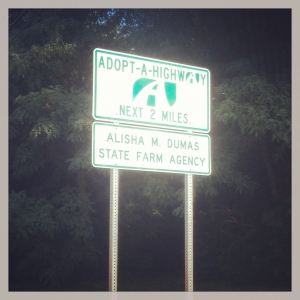 ADOPT-A-HIGHWAY
NEXT 2 MILES.
ALISHA M. DUMAS
STATE FARM AGENCY